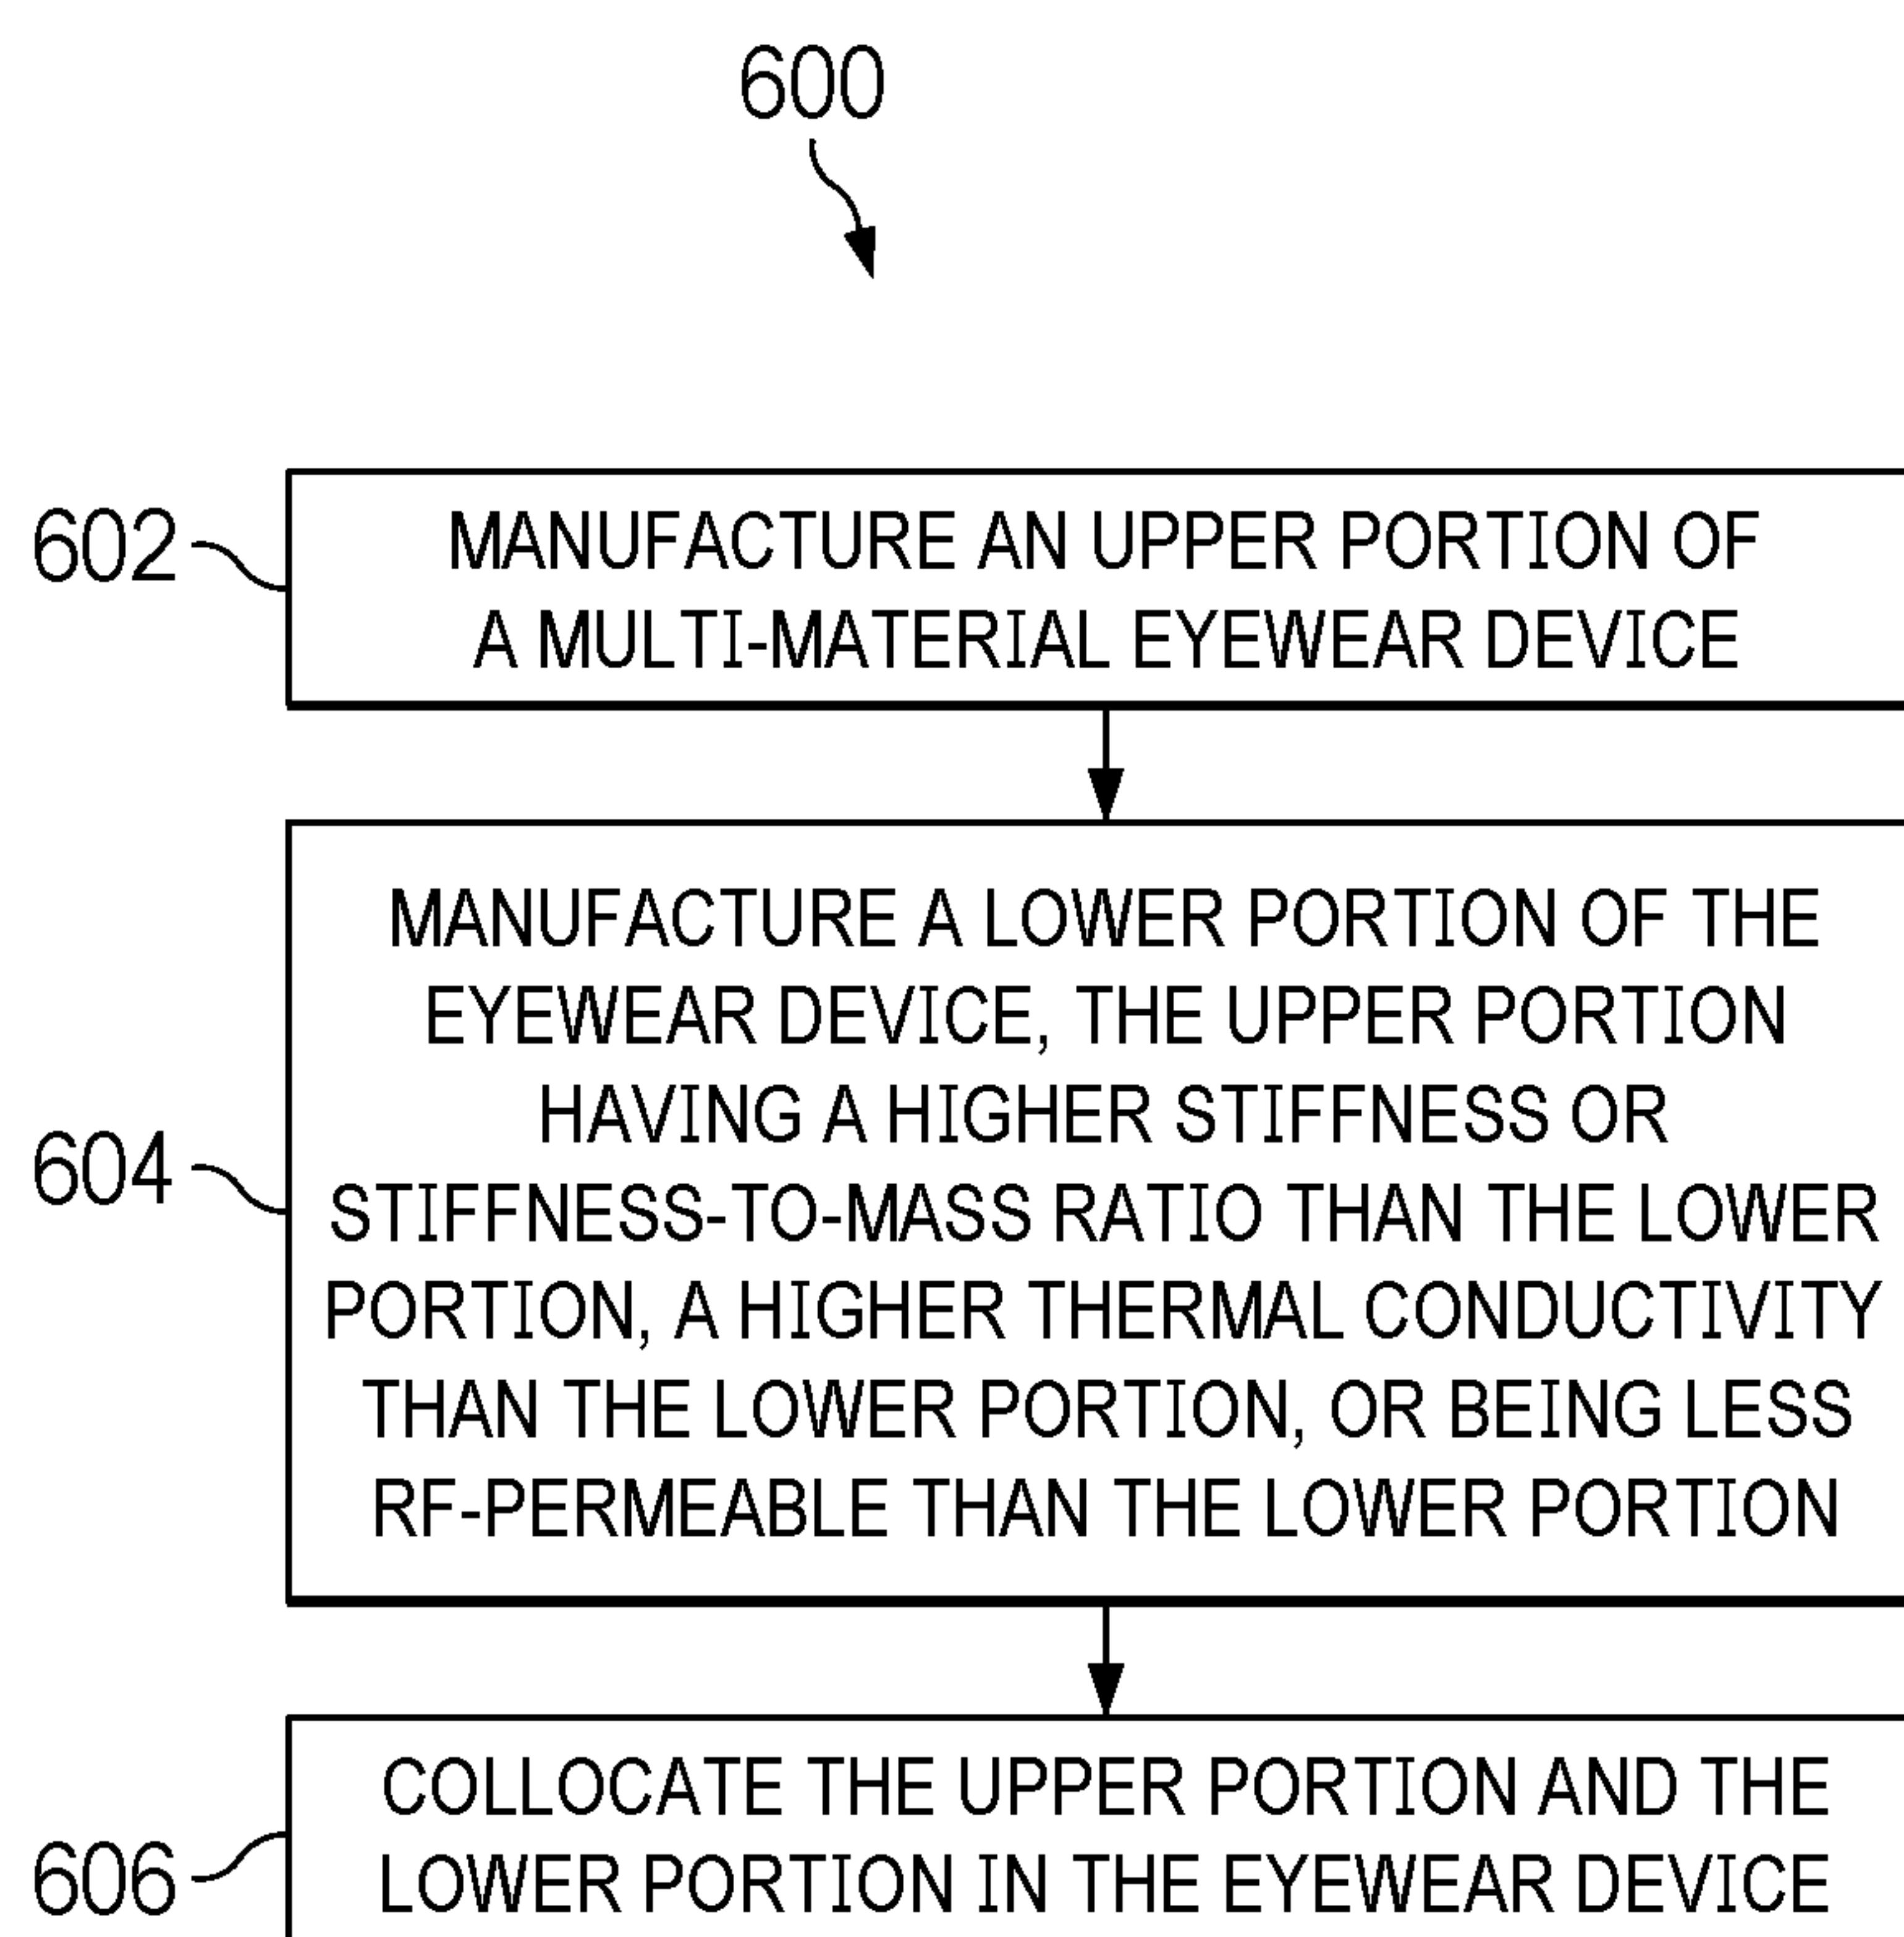 600
602
MANUFACTURE AN UPPER PORTION OF
A MULTI-MATERIAL EYEWEAR DEVICE
604
MANUFACTURE A LOWER PORTION OF THE
EYEWEAR DEVICE, THE UPPER PORTION
HAVING A HIGHER STIFFNESS OR
STIFFNESS-TO-MASS RATIO THAN THE LOWER
PORTION, A HIGHER THERMAL CONDUCTIVITY
THAN THE LOWER PORTION, OR BEING LESS
RF-PERMEABLE THAN THE LOWER PORTION
606
COLLOCATE THE UPPER PORTION AND THE
LOWER PORTION IN THE EYEWEAR DEVICE